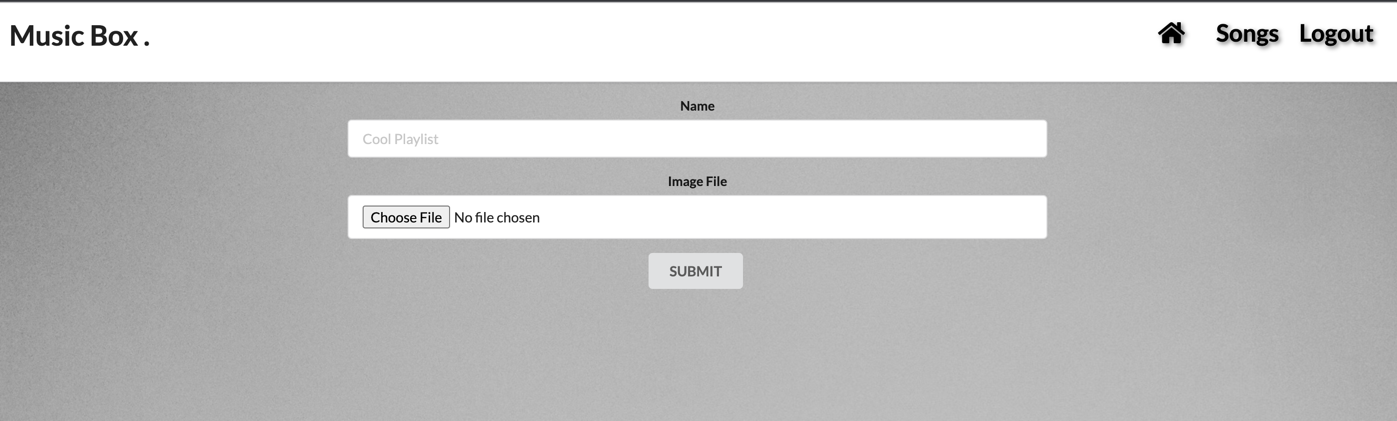 Music Box .
Songs Logout
Name
Cool Playlist
Image File
Choose File No file chosen
SUBMIT